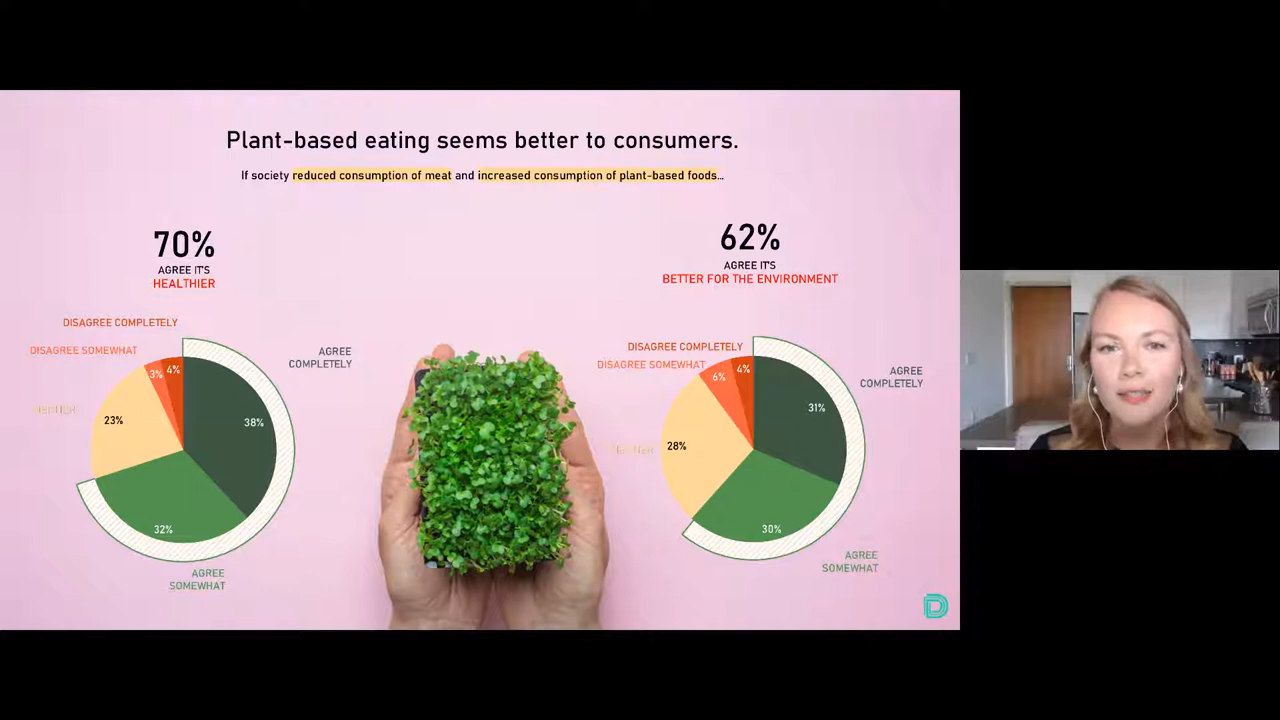 Plant-based eating seems better to consumers.
If society reduced consumption of meat and increased consumption of plant-based foods...
70%
AGREE IT'S
HEALTHIER
DISAGREE COMPLETELY
DISAGREE SOMEWHAT
NEITHER
AGREE
COMPLETELY
3%
4%
23%
38%
32%
AGREE
SOMEWHAT
62%
AGREE IT'S
BETTER FOR THE ENVIRONMENT
DISAGREE COMPLETELY
DISAGREE SOMEWHAT
NEITHER
AGREE
COMPLETELY
6%
4%
28%
31%
30%
AGREE
SOMEWHAT
D